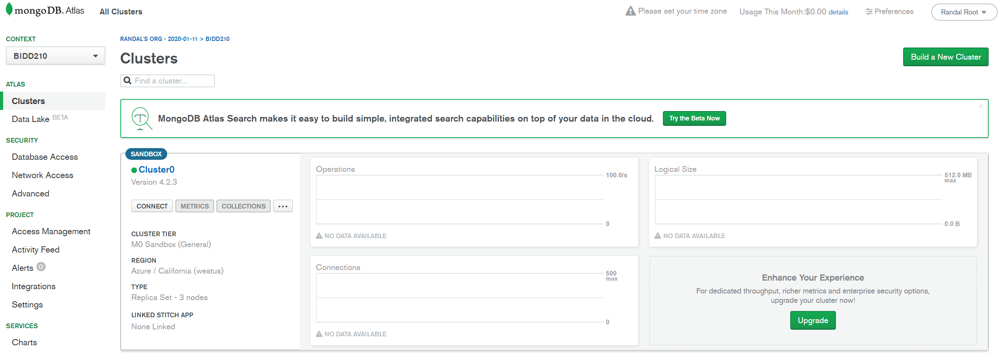 mongoDB. Atlas
All Clusters
Please set your time zone
Usage This Month:$0.00 details
Preferences
Randal Root
CONTEXT
BIDD210
ATLAS
Clusters
Data Lake BETA
SECURITY
Database Access
Network Access
Advanced
PROJECT
Access Management
Activity Feed
Alerts 0
Integrations
Settings
SERVICES
Charts
RANDAL'S ORG - 2020-01-11 > BIDD210
Clusters
Build a New Cluster
Find a cluster...
MongoDB Atlas Search makes it easy to build simple, integrated search capabilities on top of your data in the cloud.
Try the Beta Now
×
SANDBOX
Cluster0
Version 4.2.3
CONNECT
METRICS
COLLECTIONS
...
CLUSTER TIER
M0 Sandbox (General)
REGION
Azure / California (westus)
TYPE
Replica Set - 3 nodes
LINKED STITCH APP
None Linked
Operations
100.0/s
0
NO DATA AVAILABLE
Logical Size
512.0 MB
max
0.0 B
NO DATA AVAILABLE
Connections
500
max
0
NO DATA AVAILABLE
Enhance Your Experience
For dedicated throughput, richer metrics and enterprise security options,
upgrade your cluster now!
Upgrade